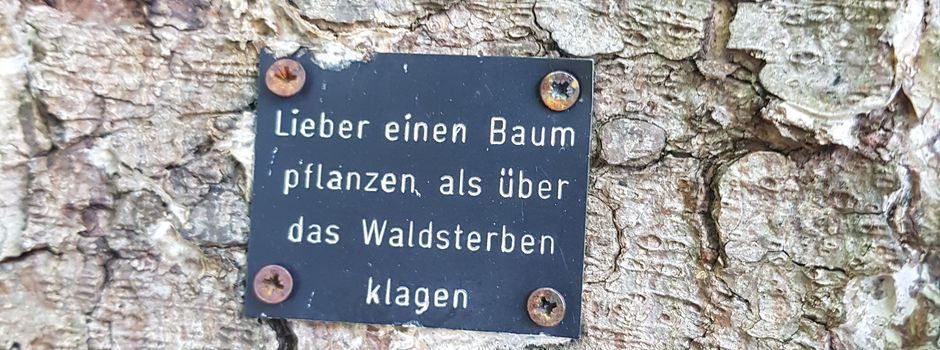 Lieber einen Baum
pflanzen, als über
das Waldsterben
klagen